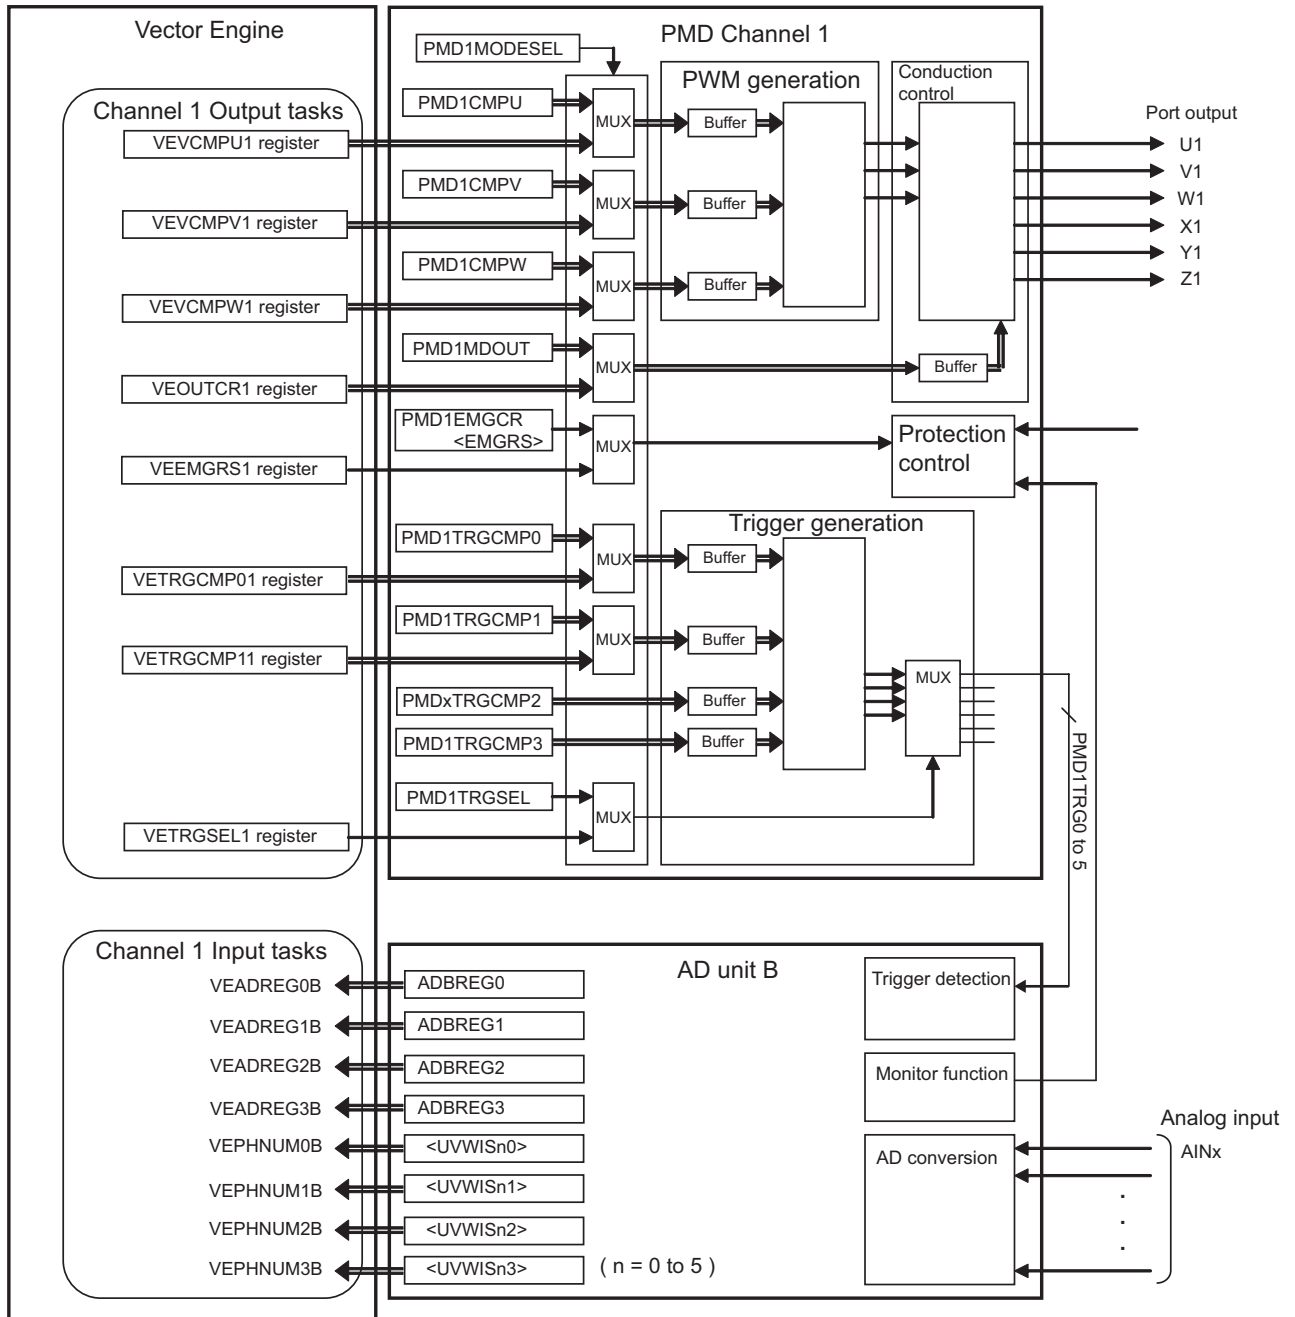 Vector Engine
PMD Channel 1
PMD1MODESEL
Channel 1 Output tasks
PWM generation
Conduction
control
Port output
PMD1CMPU
MUX
Buffer
VEVCMPU1 register
U1
V1
W1
X1
Y1
Z1
PMD1CMPV
MUX
Buffer
VEVCMPV1 register
PMD1CMPW
MUX
Buffer
VEVCMPW1 register
PMD1MDOUT
MUX
Buffer
VEOUTCR1 register
PMD1EMGCR
<EMGRS>
MUX
Protection
control
VEEMGRS1 register
Trigger generation
PMD1TRGCMP0
MUX
Buffer
VETRGCMP01 register
PMD1TRGCMP1
MUX
Buffer
VETRGCMP11 register
MUX
PMDxTRGCMP2
Buffer
PMD1TRGCMP3
Buffer
PMD1TRG0 to 5
PMD1TRGSEL
MUX
VETRGSEL1 register
Channel 1 Input tasks
AD unit B
VEADREG0B
ADBREG0
Trigger detection
VEADREG1B
ADBREG1
VEADREG2B
ADBREG2
Monitor function
VEADREG3B
ADBREG3
Analog input
VEPHNUM0B
<UVWISn0>
AD conversion
AINx
VEPHNUM1B
<UVWISn1>
.
VEPHNUM2B
<UVWISn2>
.
.
VEPHNUM3B
<UVWISn3>
( n = 0 to 5 )